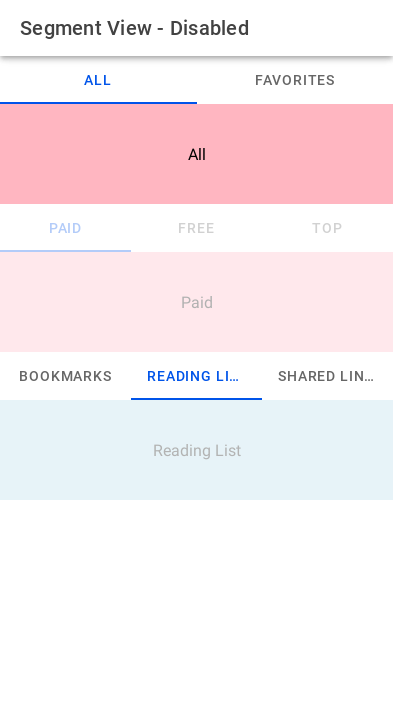 Segment View - Disabled
ALL FAVORITES
All
PAID FREE TOP
Paid
BOOKMARKS READING LI… SHARED LIN…
Reading List